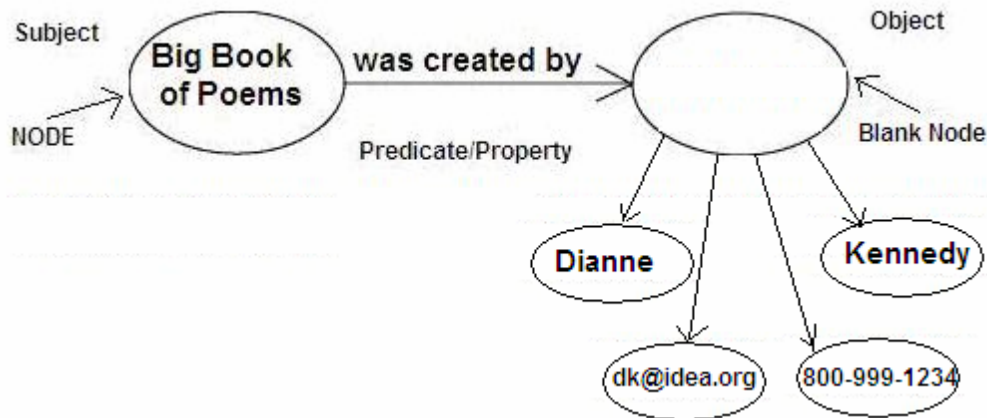 Subject
Object
Big Book
of Poems
was created by
NODE
Predicate/Property
Blank Node
Dianne
Kennedy
dk@idea.org
800-999-1234